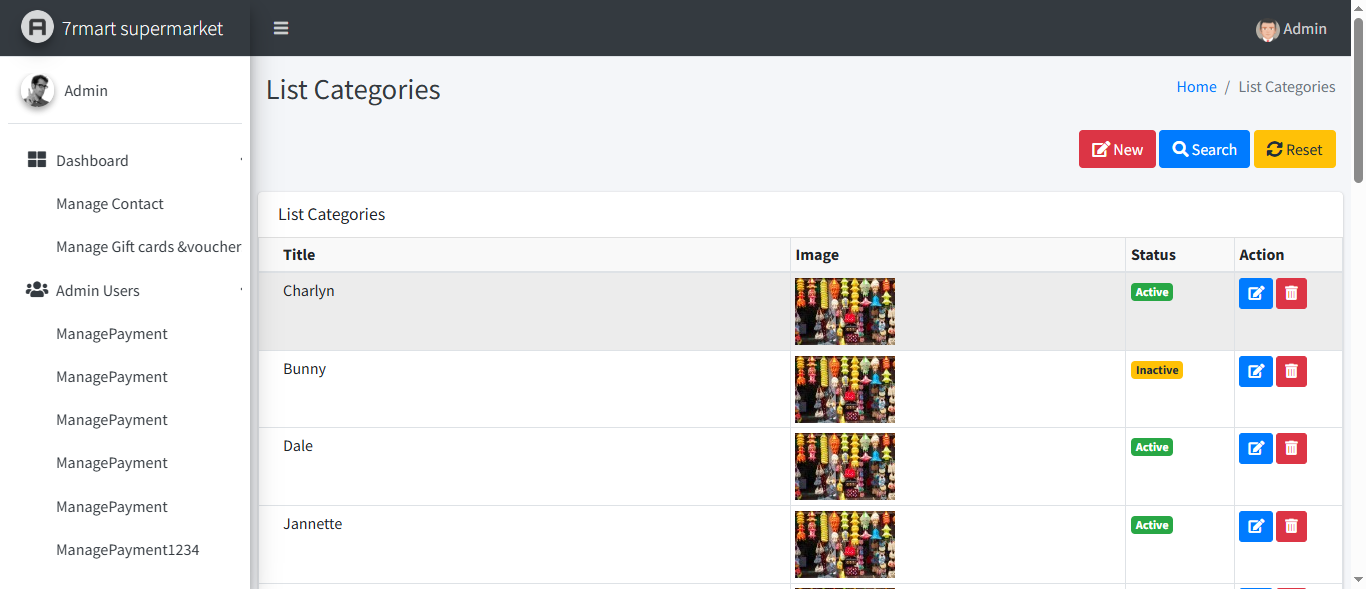 7rmart supermarket
Admin
Admin
List Categories
Home / List Categories
New
Search
Reset
Dashboard
Manage Contact
Manage Gift cards &voucher
Admin Users
ManagePayment
ManagePayment
ManagePayment
ManagePayment
ManagePayment
ManagePayment1234
List Categories
Title Image Status Action
Charlyn Active
Bunny Inactive
Dale Active
Jannette Active